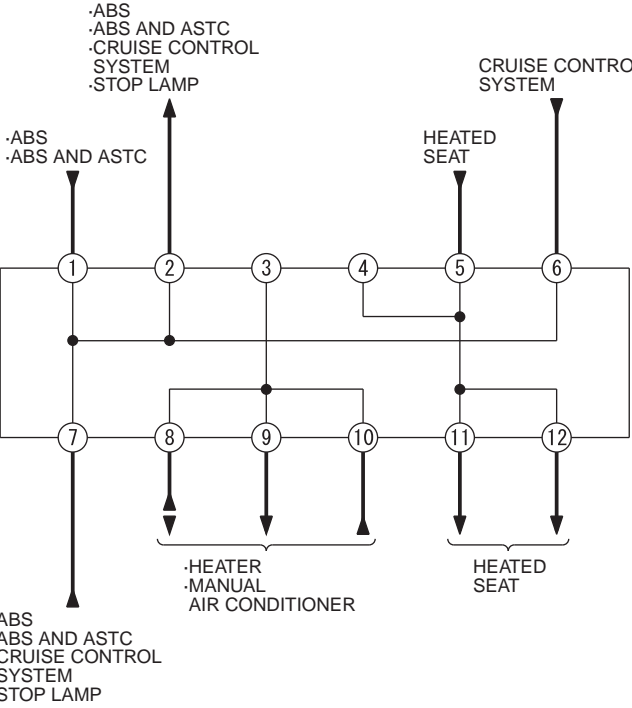 ·ABS
·ABS AND ASTC
·CRUISE CONTROL
SYSTEM
·STOP LAMP
CRUISE CONTRO
SYSTEM
·ABS
·ABS AND ASTC
HEATED
SEAT
1 2 3 4 5 6
7 8 9 10 11 12
·HEATER
·MANUAL
AIR CONDITIONER
HEATED
SEAT
ABS
ABS AND ASTC
CRUISE CONTROL
SYSTEM
STOP LAMP